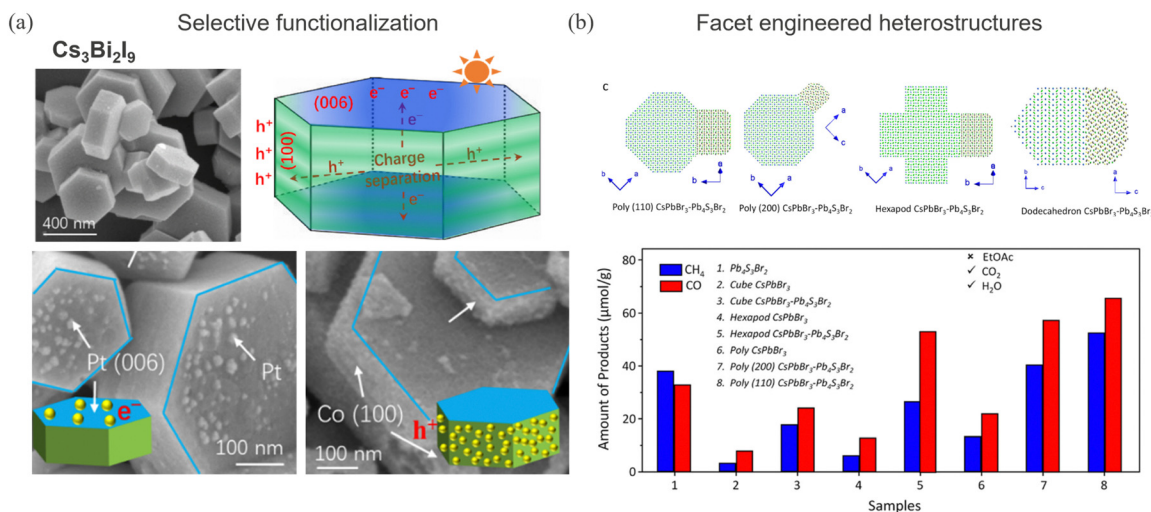 (a) Selective functionalization
Cs₃Bi₂I₉
400 nm
(006)
e⁻ e⁻ e⁻
e⁻
h⁺
h⁺
h⁺
(100)
h⁺
h⁺
Charge
separation
e⁻
Pt (006)
Pt
e⁻
100 nm
Co (100)
h⁺
100 nm
(b) Facet engineered heterostructures
c
b a
b a
Poly (110) CsPbBr₃-Pb₄S₃Br₂
a
c
b a
Poly (200) CsPbBr₃-Pb₄S₃Br₂
b a
a
b
Hexapod CsPbBr₃-Pb₄S₃Br₂
b
c
a
c
Dodecahedron CsPbBr₃-Pb₄S₃Br
Amount of Products (μmol/g)
80
60
40
20
0
CH₄
CO
1. Pb₄S₃Br₂
2. Cube CsPbBr₃
3. Cube CsPbBr₃-Pb₄S₃Br₂
4. Hexapod CsPbBr₃
5. Hexapod CsPbBr₃-Pb₄S₃Br₂
6. Poly CsPbBr₃
7. Poly (200) CsPbBr₃-Pb₄S₃Br₂
8. Poly (110) CsPbBr₃-Pb₄S₃Br₂
× EtOAc
✓ CO₂
✓ H₂O
1 2 3 4 5 6 7 8
Samples